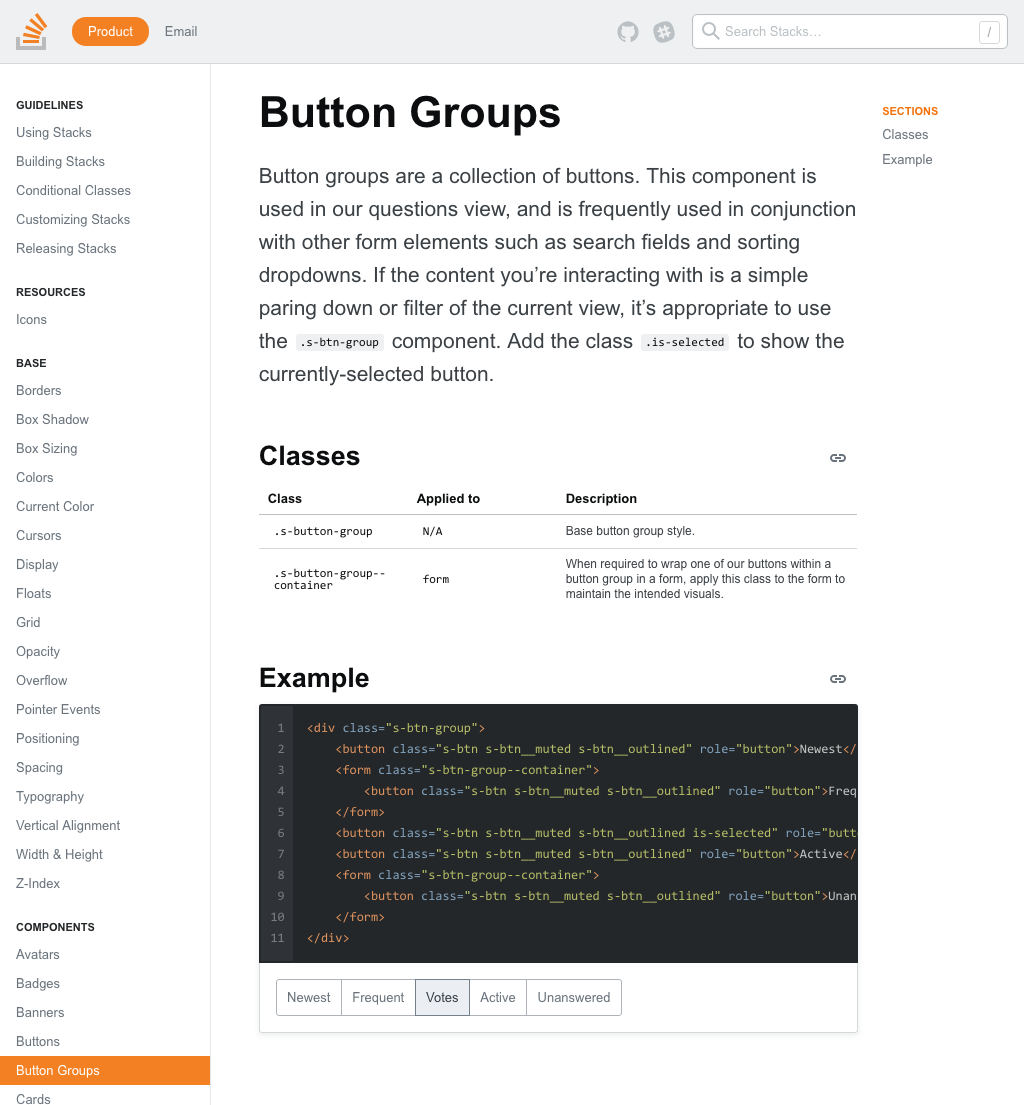 Product
Email
Search Stacks…
/
GUIDELINES
Using Stacks
Building Stacks
Conditional Classes
Customizing Stacks
Releasing Stacks
RESOURCES
Icons
BASE
Borders
Box Shadow
Box Sizing
Colors
Current Color
Cursors
Display
Floats
Grid
Opacity
Overflow
Pointer Events
Positioning
Spacing
Typography
Vertical Alignment
Width & Height
Z-Index
COMPONENTS
Avatars
Badges
Banners
Buttons
Button Groups
Cards
Button Groups
Button groups are a collection of buttons. This component is
used in our questions view, and is frequently used in conjunction
with other form elements such as search fields and sorting
dropdowns. If the content you’re interacting with is a simple
paring down or filter of the current view, it’s appropriate to use
the .s-btn-group component. Add the class .is-selected to show the
currently-selected button.
Classes
Class Applied to Description
.s-button-group N/A Base button group style.
.s-button-group--
container
form
When required to wrap one of our buttons within a
button group in a form, apply this class to the form to
maintain the intended visuals.
Example
1 <div class="s-btn-group">
2 <button class="s-btn s-btn__muted s-btn__outlined" role="button">Newest</
3 <form class="s-btn-group--container">
4 <button class="s-btn s-btn__muted s-btn__outlined" role="button">Freq
5 </form>
6 <button class="s-btn s-btn__muted s-btn__outlined is-selected" role="butt
7 <button class="s-btn s-btn__muted s-btn__outlined" role="button">Active</
8 <form class="s-btn-group--container">
9 <button class="s-btn s-btn__muted s-btn__outlined" role="button">Unan
10 </form>
11 </div>
Newest Frequent Votes Active Unanswered
SECTIONS
Classes
Example